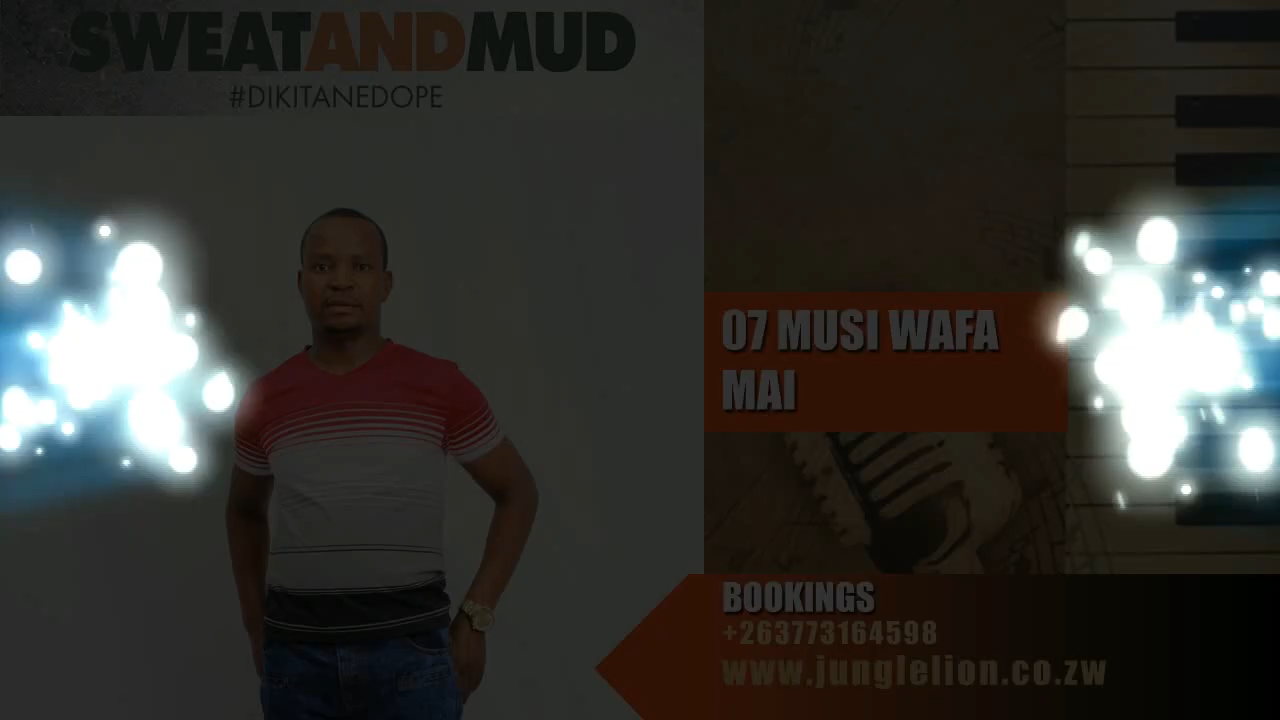 SWEATANDMUD
#DIKITANEDOPE
07 MUSI WAFA
MAI
BOOKINGS
+263773164598
www.junglelion.co.zw